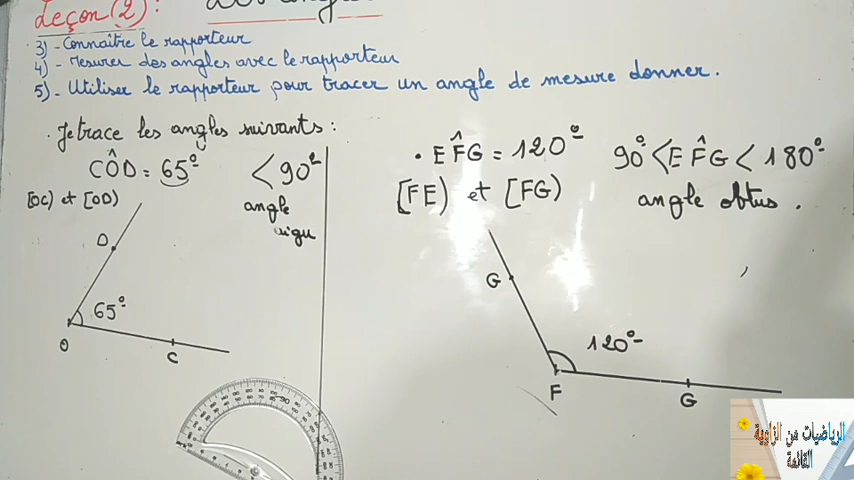 Leçon (2) :
3)- Connaître le rapporteur
4)- Mesurer des angles avec le rapporteur
5)- Utiliser le rapporteur pour tracer un angle de mesure donner.
. Je trace les angles suivants :
CÔD = 65° < 90°
[OC) et [OD) angle
aigu
D
65°
O
C
• EF̂G = 120° 90° < EF̂G < 180°
[FE) et [FG) angle obtus .
G
120°
F
G
الرياضيات من الزاوية
القائمة